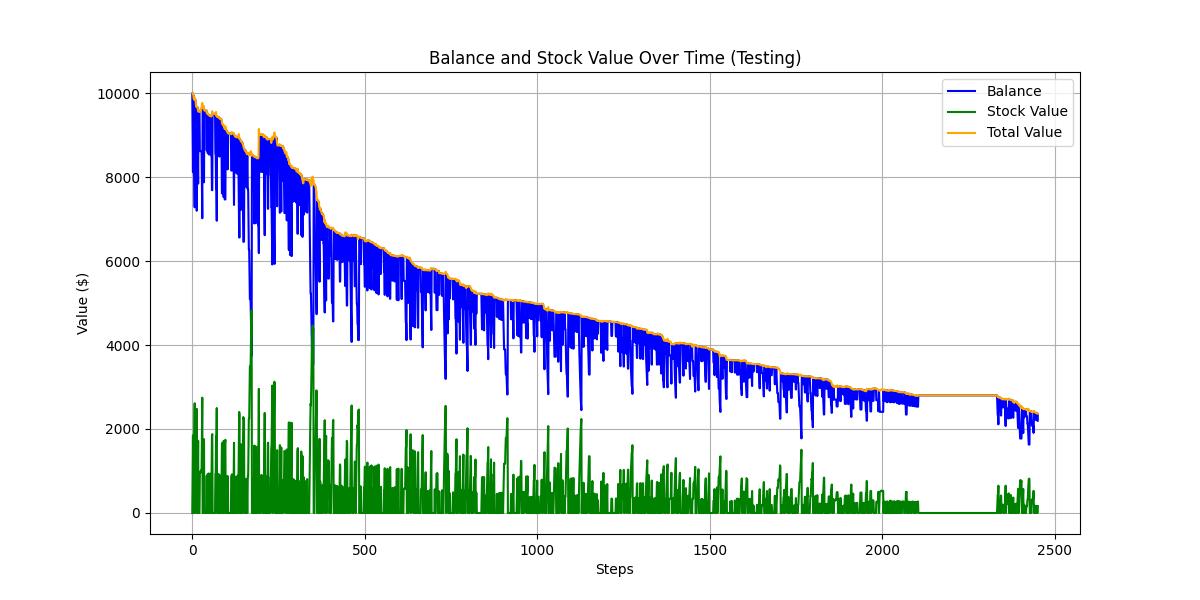 Balance and Stock Value Over Time (Testing)
Balance
Stock Value
Total Value
Value ($)
10000
8000
6000
4000
2000
0
0 500 1000 1500 2000 2500
Steps